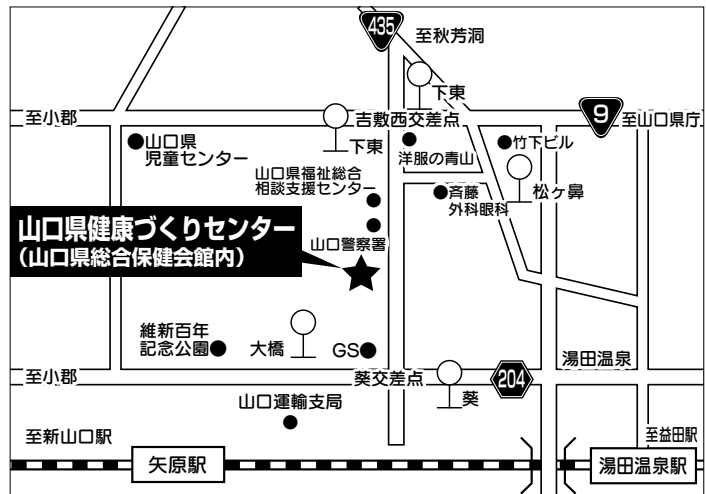 435
至秋芳洞
下東
9
至小郡
吉敷西交差点
至山口県庁
山口県
児童センター
下東
洋服の青山
竹下ビル
山口県福祉総合
相談支援センター
斉藤
外科眼科
松ヶ鼻
山口県健康づくりセンター
(山口県総合保健会館内)
山口警察署
維新百年
記念公園
大橋
GS
湯田温泉
至小郡
葵交差点
葵
204
山口運輸支局
至新山口駅
至益田駅
矢原駅
湯田温泉駅